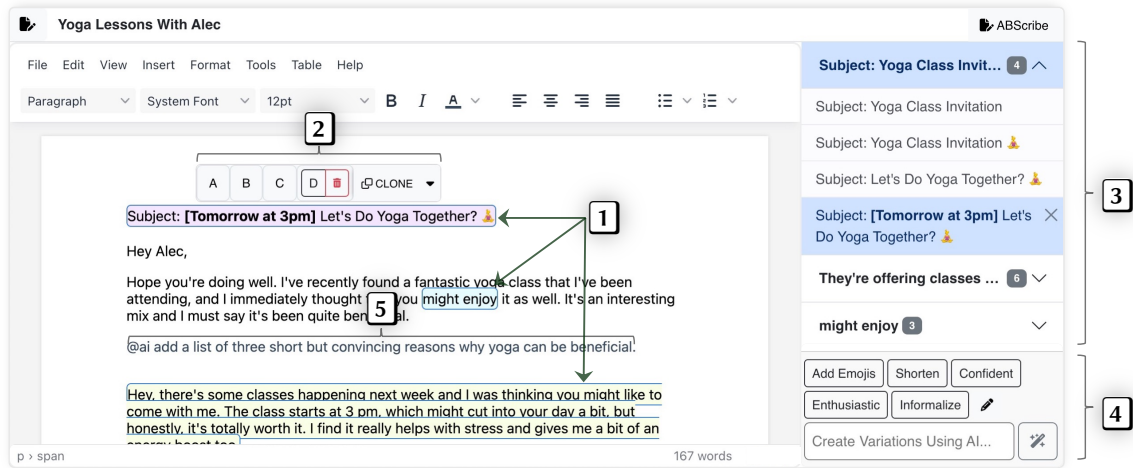 Yoga Lessons With Alec
ABScribe
File Edit View Insert Format Tools Table Help
Paragraph System Font 12pt B I A
2
A B C D CLONE
Subject: [Tomorrow at 3pm] Let's Do Yoga Together? 🧘
1
Hey Alec,
Hope you're doing well. I've recently found a fantastic yoga class that I've been
attending, and I immediately thought you might enjoy it as well. It's an interesting
mix and I must say it's been quite
5
@ai add a list of three short but convincing reasons why yoga can be beneficial.
Hey, there's some classes happening next week and I was thinking you might like to
come with me. The class starts at 3 pm, which might cut into your day a bit, but
honestly, it's totally worth it. I find it really helps with stress and gives me a bit of an
energy boost too.
p › span
167 words
Subject: Yoga Class Invit... 4
Subject: Yoga Class Invitation
Subject: Yoga Class Invitation 🧘
Subject: Let's Do Yoga Together? 🧘
Subject: [Tomorrow at 3pm] Let's
Do Yoga Together? 🧘
They're offering classes ... 6
might enjoy 3
3
Add Emojis Shorten Confident
Enthusiastic Informalize
Create Variations Using AI...
4